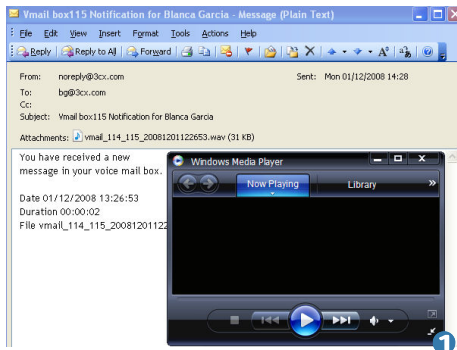 Vmail box115 Notification for Blanca Garcia - Message (Plain Text)
File Edit View Insert Format Tools Actions Help
Reply Reply to All Forward
From: noreply@3cx.com Sent: Mon 01/12/2008 14:28
To: bg@3cx.com
Cc:
Subject: Vmail box115 Notification for Blanca Garcia
Attachments: vmail_114_115_20081201122653.wav (31 KB)
You have received a new
message in your voice mail box.
Date 01/12/2008 13:26:53
Duration 00:00:02
File vmail_114_115_2008120112​2
Windows Media Player
Now Playing Library »
1